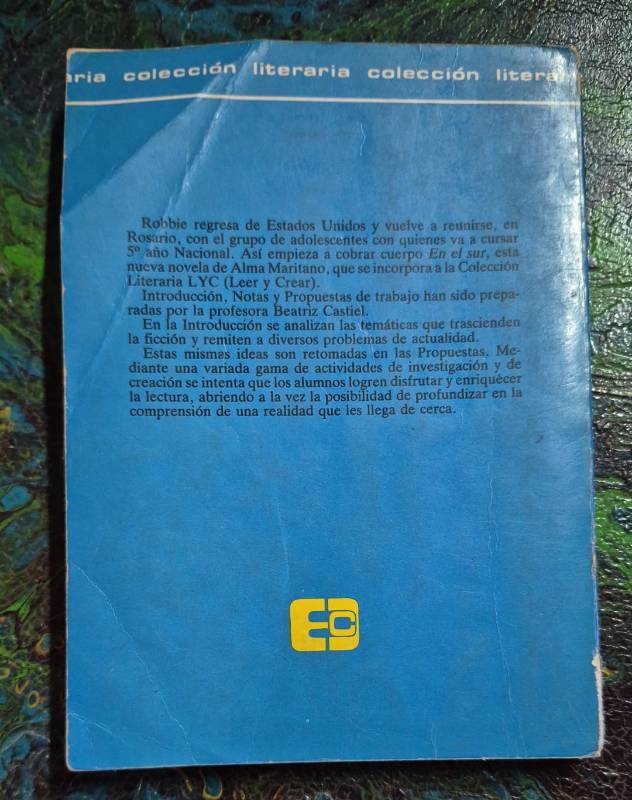 aria colección literaria colección litera
Robbie regresa de Estados Unidos y vuelve a reunirse, en
Rosario, con el grupo de adolescentes con quienes va a cursar
5º año Nacional. Así empieza a cobrar cuerpo En el sur, esta
nueva novela de Alma Maritano, que se incorpora a la Colección
Literaria LYC (Leer y Crear).
Introducción, Notas y Propuestas de trabajo han sido prepa-
radas por la profesora Beatriz Castiel.
En la Introducción se analizan las temáticas que trascienden
la ficción y remiten a diversos problemas de actualidad.
Estas mismas ideas son retomadas en las Propuestas. Me-
diante una variada gama de actividades de investigación y de
creación se intenta que los alumnos logren disfrutar y enriquecer
la lectura, abriendo a la vez la posibilidad de profundizar en la
comprensión de una realidad que les llega de cerca.
EC